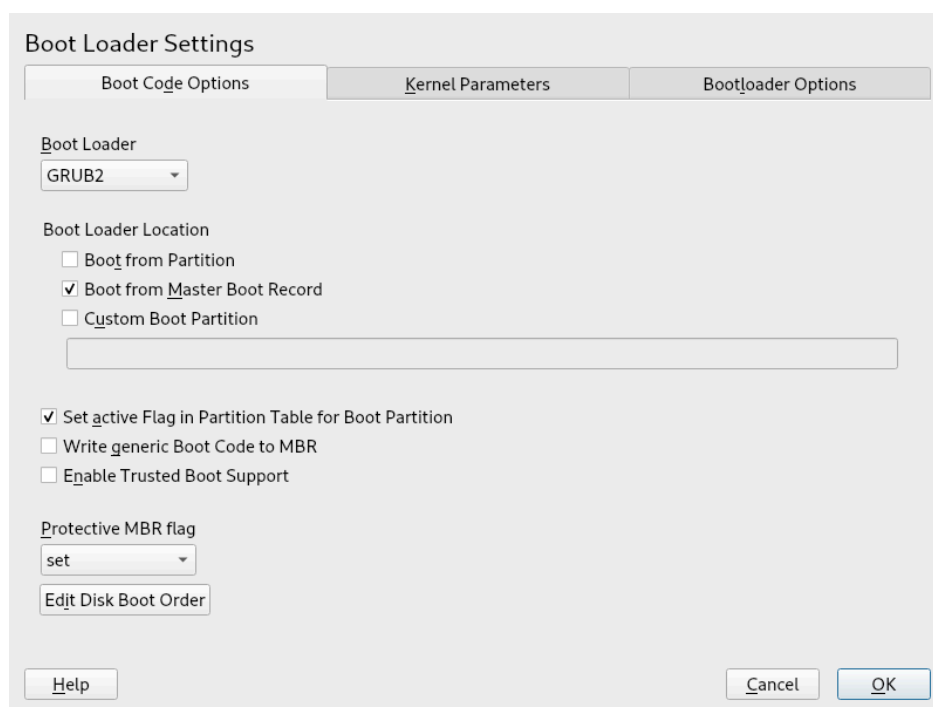 Boot Loader Settings
Boot Code Options
Kernel Parameters
Bootloader Options
Boot Loader
GRUB2
Boot Loader Location
Boot from Partition
Boot from Master Boot Record
Custom Boot Partition
Set active Flag in Partition Table for Boot Partition
Write generic Boot Code to MBR
Enable Trusted Boot Support
Protective MBR flag
set
Edit Disk Boot Order
Help
Cancel
OK